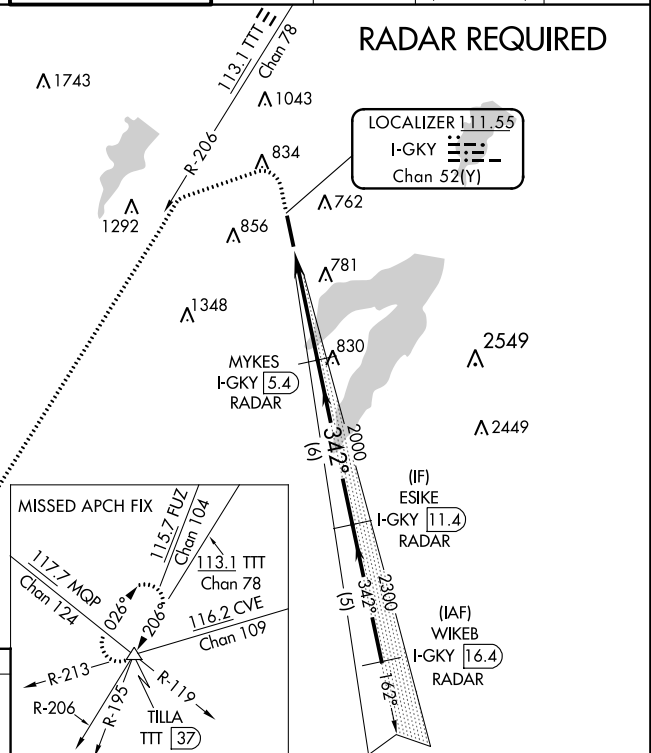 RADAR REQUIRED
113.1 TTT
Chan 78
R-206
1743
1043
834
LOCALIZER 111.55
I-GKY
Chan 52(Y)
762
1292
856
781
1348
830
2549
MYKES
I-GKY 5.4
RADAR
2449
2000
342°
(6)
(IF)
ESIKE
I-GKY 11.4
RADAR
2300
342°
(5)
(IAF)
WIKEB
I-GKY 16.4
RADAR
162°
MISSED APCH FIX
115.7 FUZ
Chan 104
113.1 TTT
Chan 78
117.7 MQP
Chan 124
026°
206°
116.2 CVE
Chan 109
R-213
R-119
R-206
R-195
TILLA
TTT 37